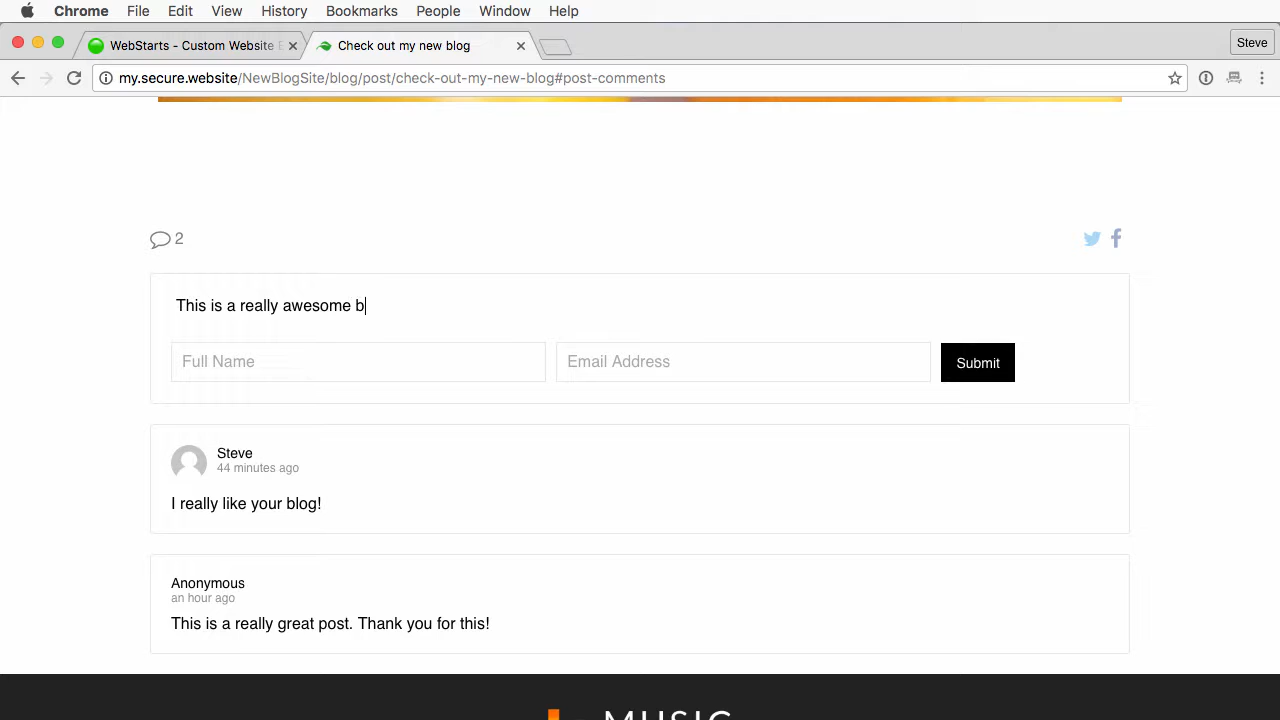 Chrome File Edit View History Bookmarks People Window Help
WebStarts - Custom Website
Check out my new blog
Steve
my.secure.website/NewBlogSite/blog/post/check-out-my-new-blog#post-comments
2
This is a really awesome b
Full Name
Email Address
Submit
Steve
44 minutes ago
I really like your blog!
Anonymous
an hour ago
This is a really great post. Thank you for this!
MUSIC